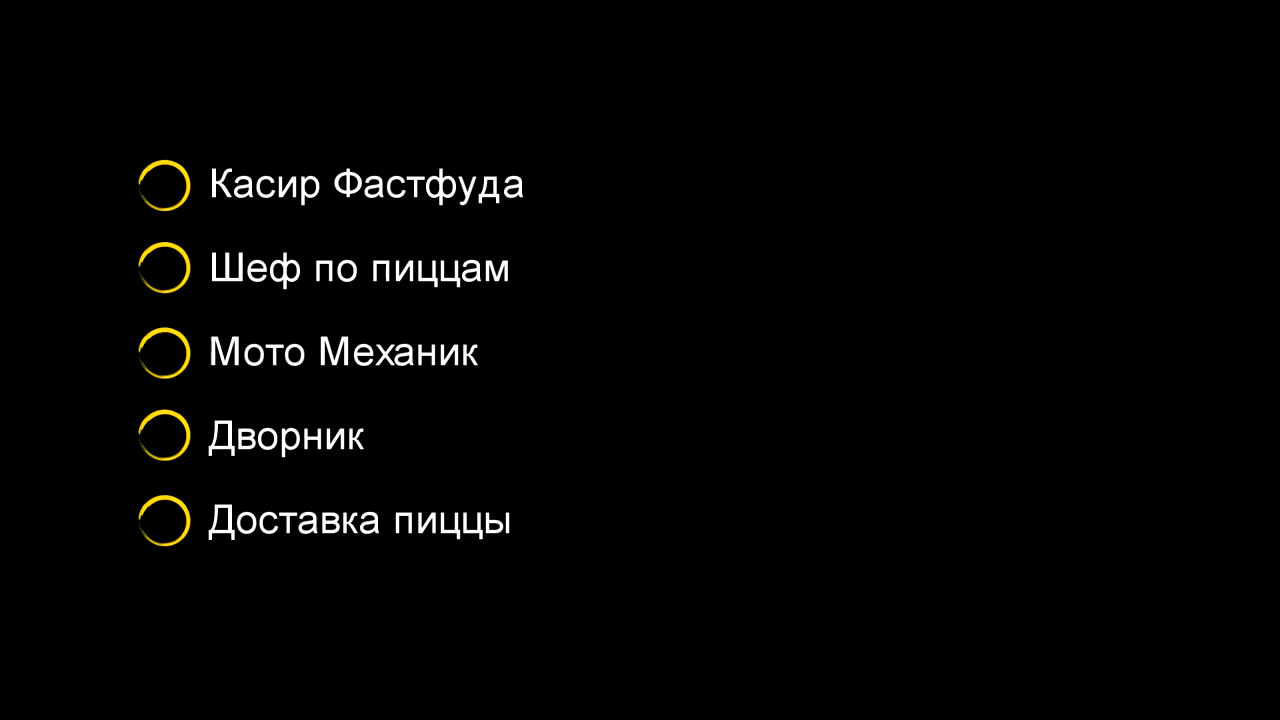 Касир Фастфуда
Шеф по пиццам
Мото Механик
Дворник
Доставка пиццы